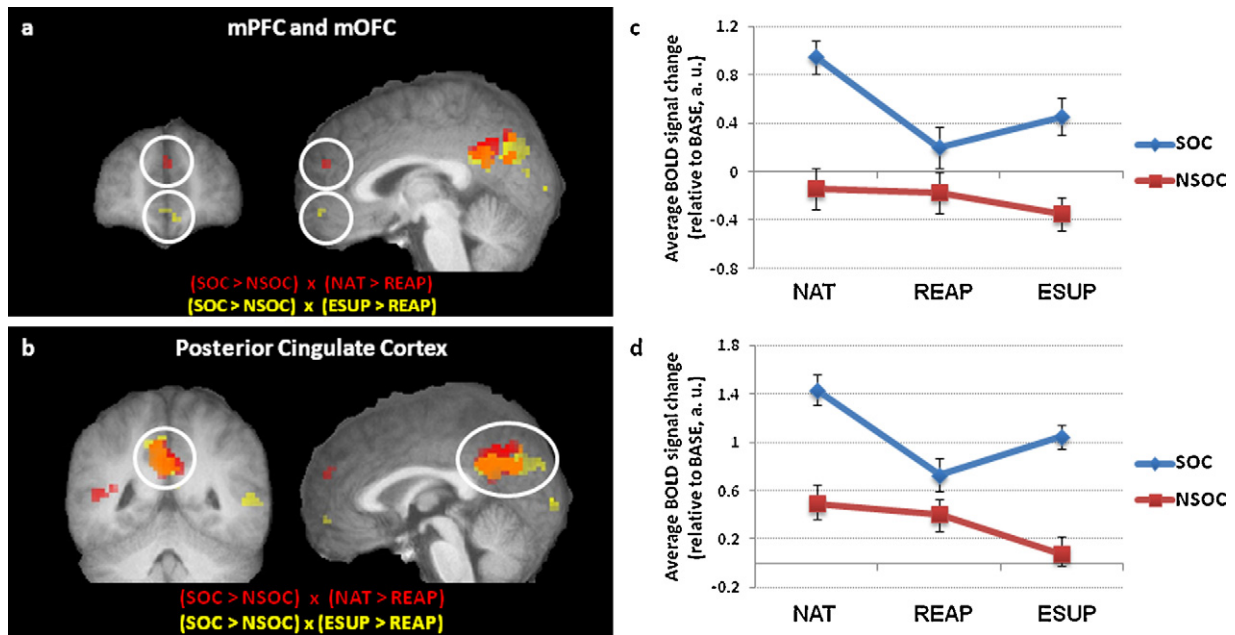 a
mPFC and mOFC
(SOC > NSOC) x (NAT > REAP)
(SOC > NSOC) x (ESUP > REAP)
b
Posterior Cingulate Cortex
(SOC > NSOC) x (NAT > REAP)
(SOC > NSOC) x (ESUP > REAP)
c
Average BOLD signal change
(relative to BASE, a. u.)
1.2
0.8
0.4
0
-0.4
-0.8
NAT REAP ESUP
SOC
NSOC
d
Average BOLD signal change
(relative to BASE, a. u.)
1.8
1.4
1
0.6
0.2
-0.2
NAT REAP ESUP
SOC
NSOC